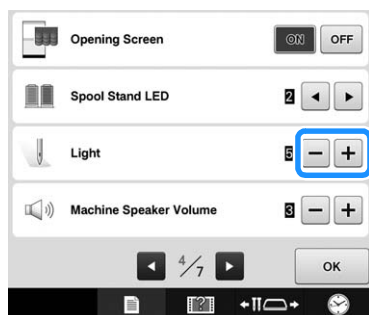 Opening Screen ON OFF
Spool Stand LED 2
Light 5 − +
Machine Speaker Volume 3 − +
4/7 OK